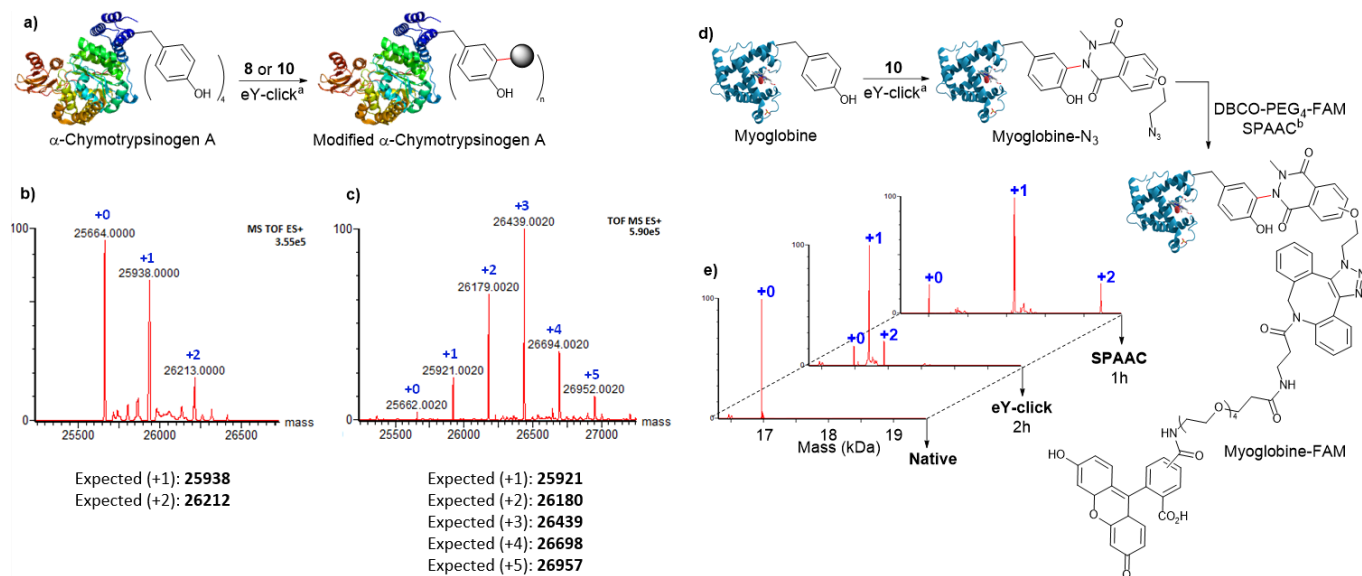 a)
OH
4
8 or 10
eY-click^a
OH
n
α-Chymotrypsinogen A
Modified α-Chymotrypsinogen A
b)
+0
25664.0000
+1
25938.0000
+2
26213.0000
MS TOF ES+
3.55e5
100
0
25500 26000 26500 mass
Expected (+1): 25938
Expected (+2): 26212
c)
+3
26439.0020
TOF MS ES+
5.90e5
+2
26179.0020
+4
26694.0020
+1
25921.0020
+5
26952.0020
+0
25662.0020
100
0
25500 26000 26500 27000 mass
Expected (+1): 25921
Expected (+2): 26180
Expected (+3): 26439
Expected (+4): 26698
Expected (+5): 26957
d)
OH
Myoglobine
10
eY-click^a
N
N
O
O
OH
O
N3
Myoglobine-N3
DBCO-PEG4-FAM
SPAAC^b
O
N
N
O
OH
O
N
N
N
N
O
NH
O
O
14
NH
O
HO
O
O
CO2H
Myoglobine-FAM
e)
+1
+0
+2
100
0
SPAAC
1h
+1
+0
+2
100
0
eY-click
2h
+0
100
0
17 18 19
Mass (kDa)
Native